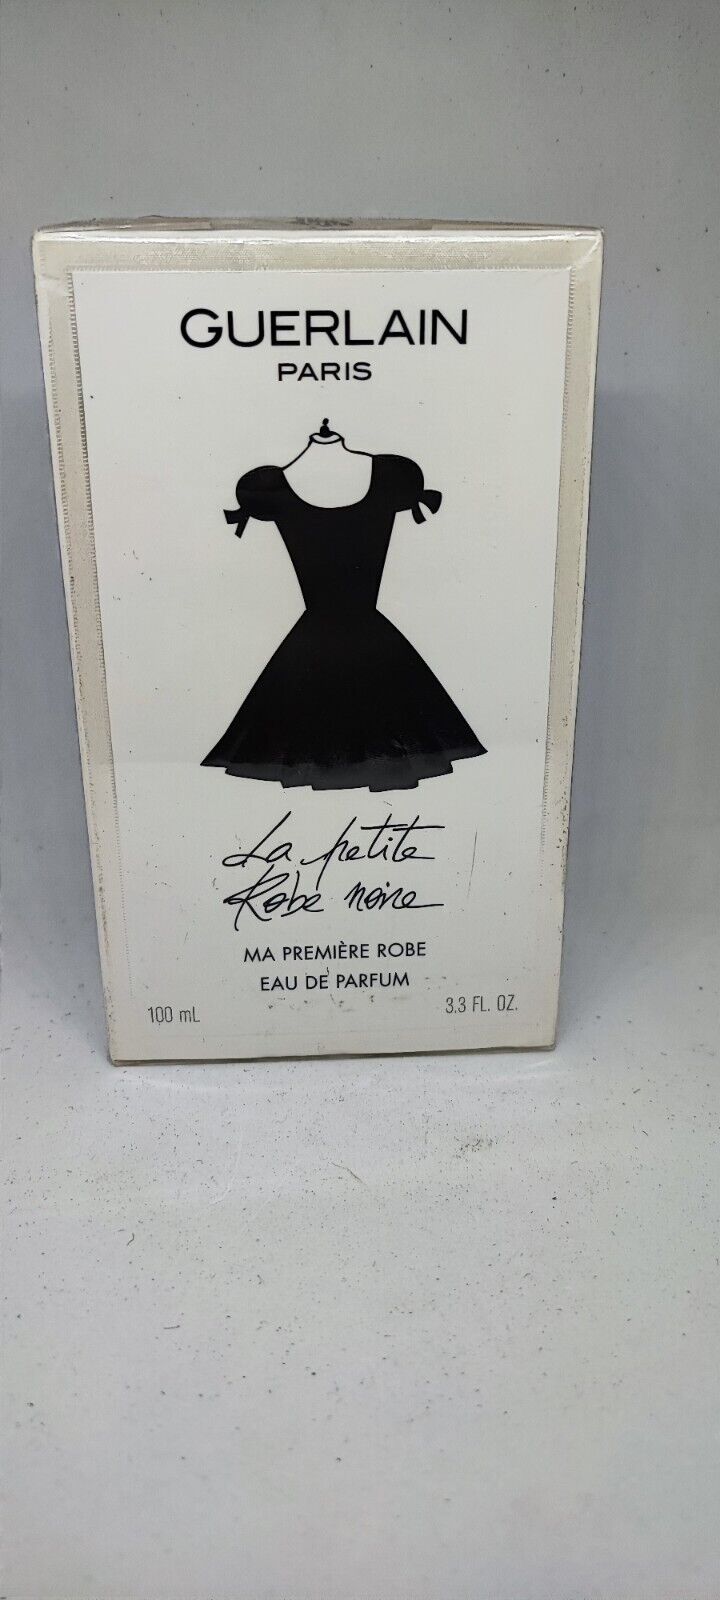 GUERLAIN
PARIS
La petite
Robe noire
MA PREMIÈRE ROBE
EAU DE PARFUM
100 mL
3.3 FL. OZ.